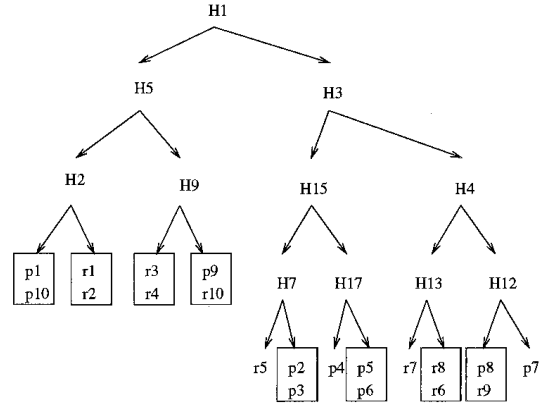 H1
H5 H3
H2 H9 H15 H4
p1 r1 r3 p9
p10 r2 r4 r10
H7 H17 H13 H12
r5 p2 p4 p5 r7 r8 p8 p7
p3 p6 r6 r9